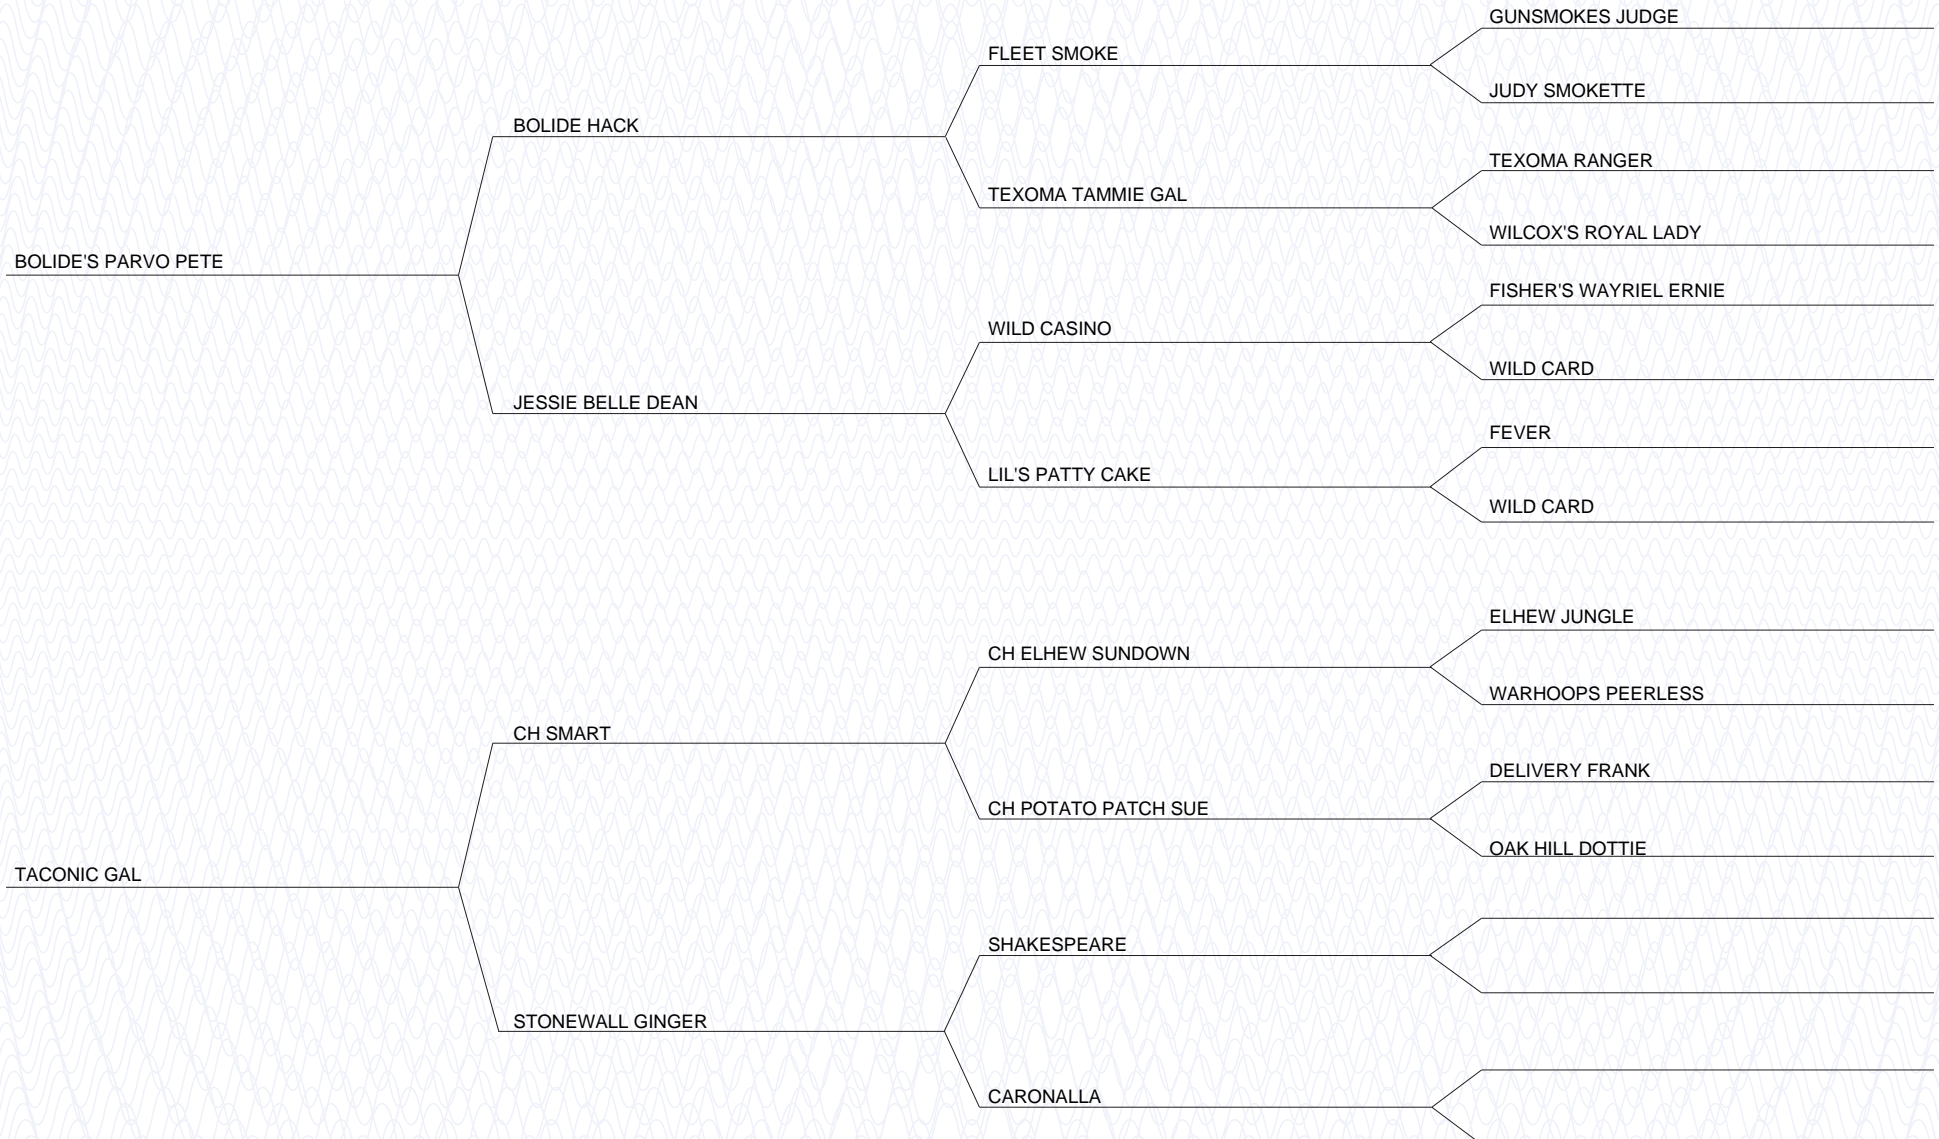 GUNSMOKES JUDGE
FLEET SMOKE
JUDY SMOKETTE
BOLIDE HACK
TEXOMA RANGER
TEXOMA TAMMIE GAL
WILCOX'S ROYAL LADY
BOLIDE'S PARVO PETE
FISHER'S WAYRIEL ERNIE
WILD CASINO
WILD CARD
JESSIE BELLE DEAN
FEVER
LIL'S PATTY CAKE
WILD CARD
ELHEW JUNGLE
CH ELHEW SUNDOWN
WARHOOPS PEERLESS
CH SMART
DELIVERY FRANK
CH POTATO PATCH SUE
OAK HILL DOTTIE
TACONIC GAL
SHAKESPEARE
STONEWALL GINGER
CARONALLA